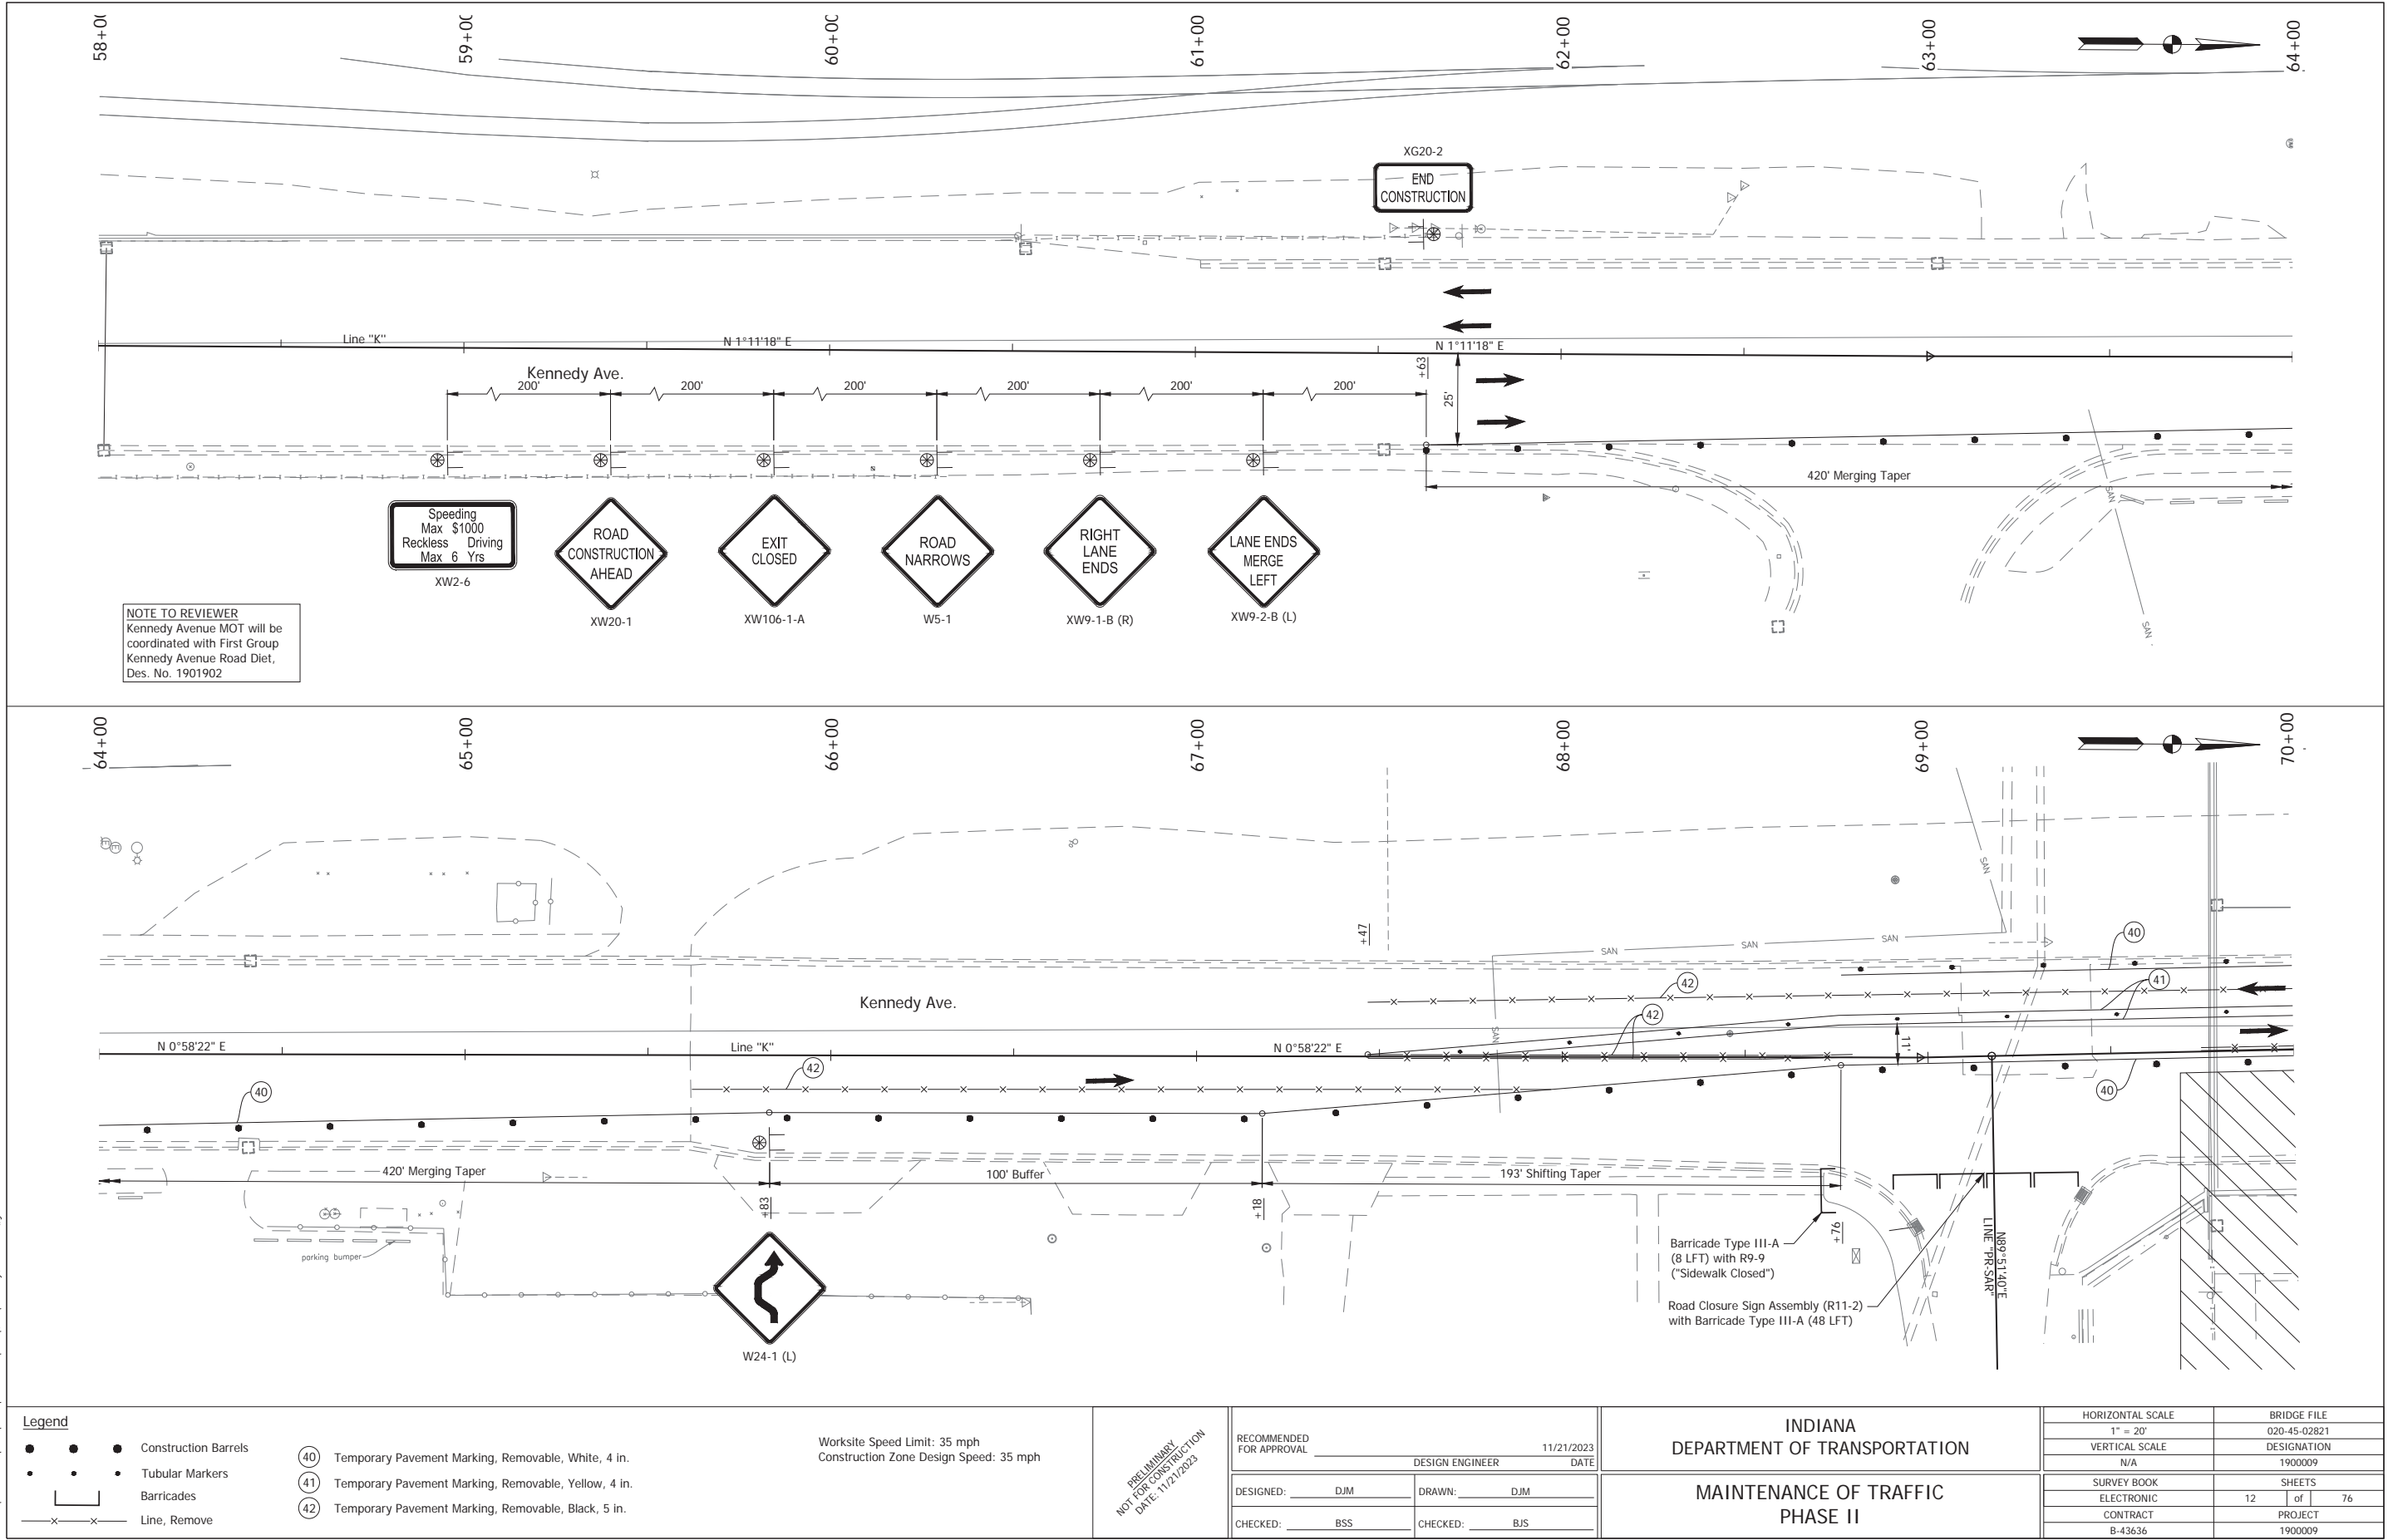 58+00
59+00
60+00
61+00
62+00
63+00
64+00
XG20-2
END
CONSTRUCTION
Line "K"
N 1°11'18" E
N 1°11'18" E
Kennedy Ave.
200'
200'
200'
200'
200'
200'
+63
25'
420' Merging Taper
SAN
SAN
Speeding
Max $1000
Reckless Driving
Max 6 Yrs
XW2-6
ROAD
CONSTRUCTION
AHEAD
XW20-1
EXIT
CLOSED
XW106-1-A
ROAD
NARROWS
W5-1
RIGHT
LANE
ENDS
XW9-1-B (R)
LANE ENDS
MERGE
LEFT
XW9-2-B (L)
NOTE TO REVIEWER
Kennedy Avenue MOT will be
coordinated with First Group
Kennedy Avenue Road Diet,
Des. No. 1901902
64+00
65+00
66+00
67+00
68+00
69+00
70+00
+47
SAN
SAN
SAN
SAN
SAN
40
41
42
42
Kennedy Ave.
N 0°58'22" E
Line "K"
N 0°58'22" E
11'
42
40
40
420' Merging Taper
100' Buffer
193' Shifting Taper
+83
+18
+76
parking bumper
W24-1 (L)
Barricade Type III-A
(8 LFT) with R9-9
("Sidewalk Closed")
Road Closure Sign Assembly (R11-2)
with Barricade Type III-A (48 LFT)
N89°51'40"E
LINE "PR-SAR"
Legend
Construction Barrels
Tubular Markers
Barricades
Line, Remove
40 Temporary Pavement Marking, Removable, White, 4 in.
41 Temporary Pavement Marking, Removable, Yellow, 4 in.
42 Temporary Pavement Marking, Removable, Black, 5 in.
Worksite Speed Limit: 35 mph
Construction Zone Design Speed: 35 mph
PRELIMINARY
NOT FOR CONSTRUCTION
DATE: 11/21/2023
RECOMMENDED
FOR APPROVAL
11/21/2023
DESIGN ENGINEER DATE
DESIGNED: DJM DRAWN: DJM
CHECKED: BSS CHECKED: BJS
INDIANA
DEPARTMENT OF TRANSPORTATION
MAINTENANCE OF TRAFFIC
PHASE II
HORIZONTAL SCALE BRIDGE FILE
1" = 20' 020-45-02821
VERTICAL SCALE DESIGNATION
N/A 1900009
SURVEY BOOK SHEETS
ELECTRONIC 12 of 76
CONTRACT PROJECT
B-43636 1900009